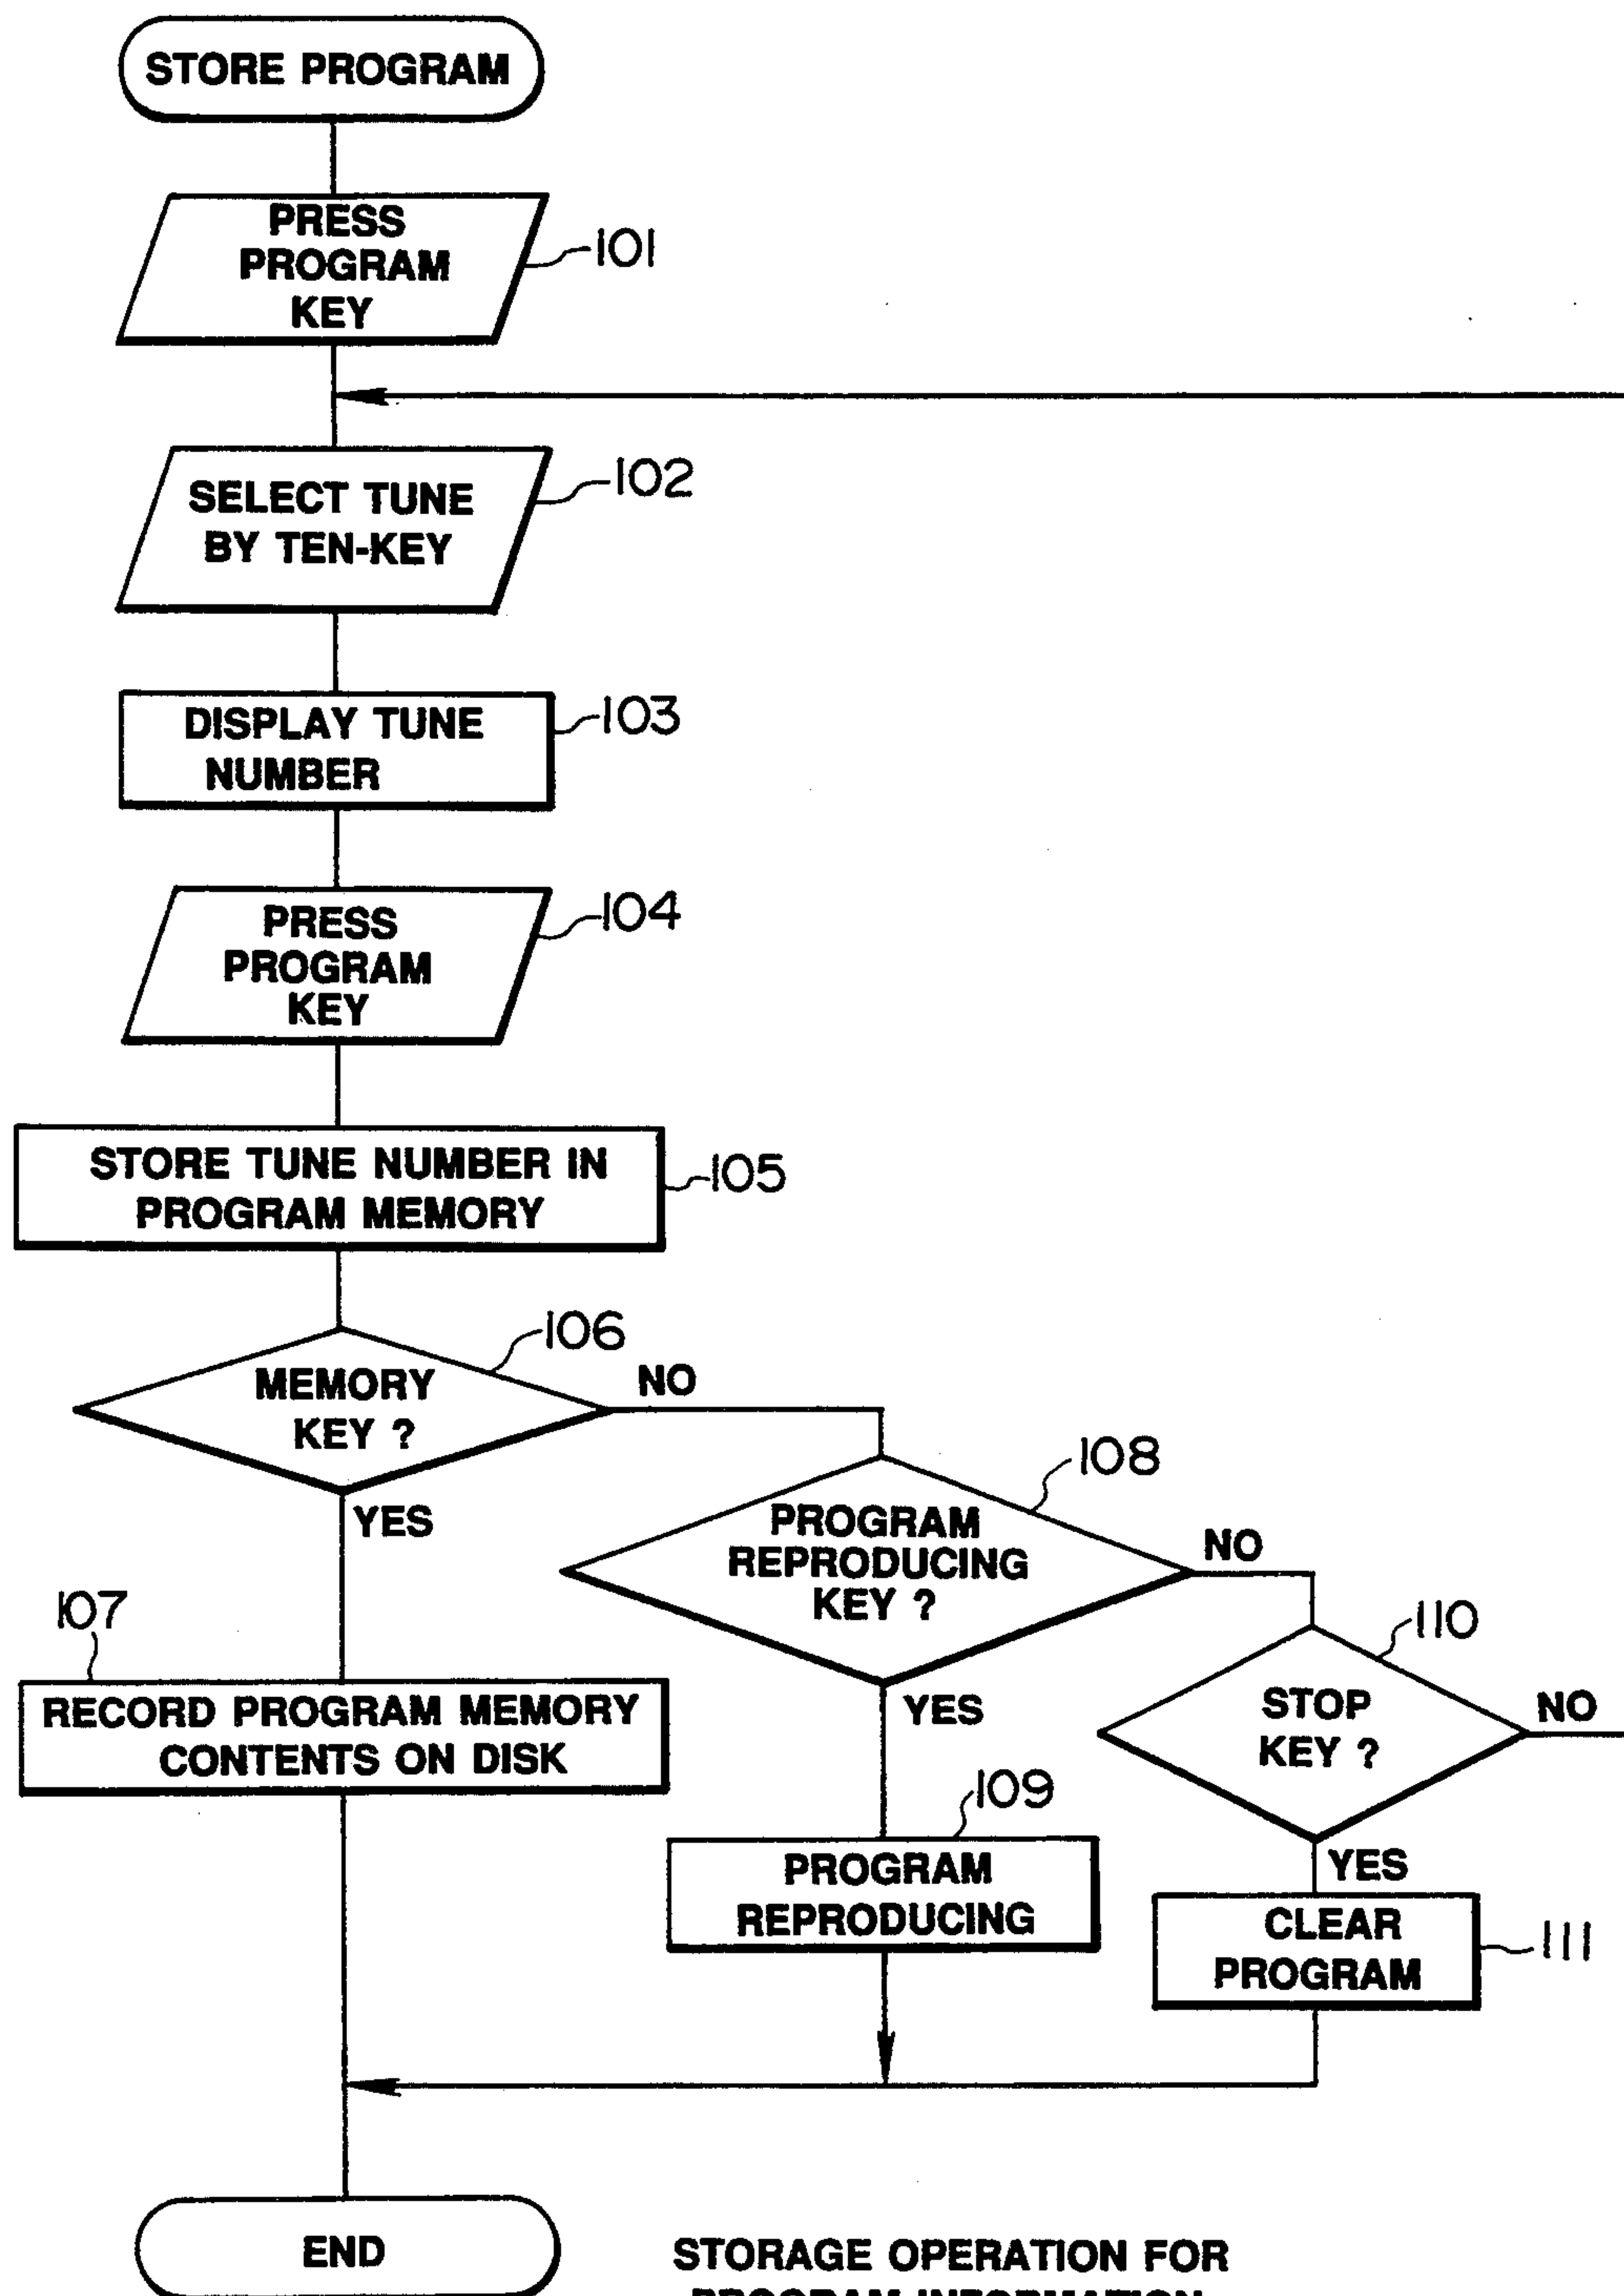 STORE PROGRAM
PRESS
PROGRAM
KEY
101
SELECT TUNE
BY TEN-KEY
102
DISPLAY TUNE
NUMBER
103
PRESS
PROGRAM
KEY
104
STORE TUNE NUMBER IN
PROGRAM MEMORY
105
106
MEMORY
KEY ?
NO
YES
108
PROGRAM
REPRODUCING
KEY ?
NO
YES
107
RECORD PROGRAM MEMORY
CONTENTS ON DISK
110
STOP
KEY ?
NO
YES
109
PROGRAM
REPRODUCING
CLEAR
PROGRAM
111
END
STORAGE OPERATION FOR
PROGRAM INFORMATION